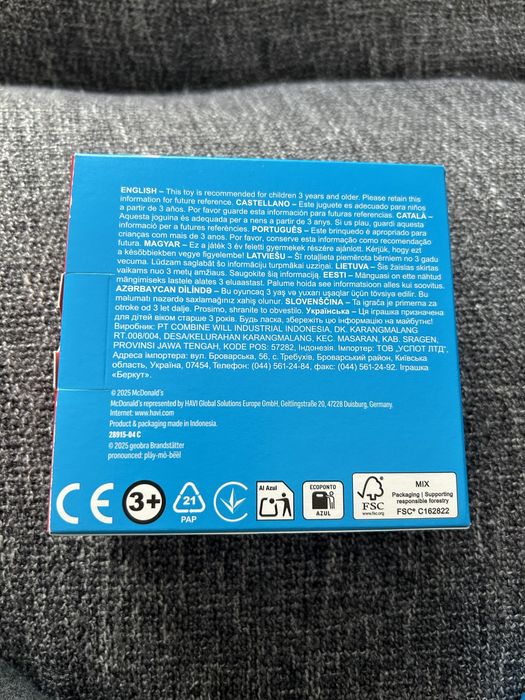 ENGLISH – This toy is recommended for children 3 years and older. Please retain this
information for future reference. CASTELLANO – Este juguete es adecuado para niños
a partir de 3 años. Por favor guarde esta información para futuras referencias. CATALÀ –
Aquesta joguina és adequada per a nens a partir de 3 anys. Si us plau, guardi aquesta
informació per a futures referències. PORTUGUÊS – Este brinquedo é apropriado para
crianças com mais de 3 anos. Por favor, conserve esta informação como recomendação
futura. MAGYAR – Ez a játék 3 év feletti gyermekek részére ajánlott. Kérjük, hogy ezt
a későbbiekben vegye figyelembe! LATVIEŠU – Šī rotaļlieta piemērota bērniem no 3 gadu
vecuma. Lūdzam saglabāt šo informāciju turpmākai uzziņai. LIETUVA – Šis žaislas skirtas
vaikams nuo 3 metų amžiaus. Saugokite šią informaciją. EESTI – Mänguasi on ette nähtud
mängimiseks lastele alates 3 eluaastast. Palume hoida see informatsioon alles kui soovitus.
AZƏRBAYCAN DİLİNDƏ – Bu oyuncaq 3 yaş və yuxarı uşaqlar üçün tövsiyə edilir. Bu
məlumatı nəzərdə saxlamağınız xahiş olunur. SLOVENŠČINA – Ta igrača je primerna za
otroke od 3 let dalje. Prosimo, shranite to obvestilo. Українська – Ця іграшка призначена
для дітей віком старше 3 років. Будь ласка, збережіть цю інформацію на майбутнє!
Виробник: PT COMBINE WILL INDUSTRIAL INDONESIA, DK. KARANGMALANG
RT.008/004, DESA/KELURAHAN KARANGMALANG, KEC. MASARAN, KAB. SRAGEN,
PROVINSI JAWA TENGAH, KODE POS: 57282, Індонезія. Імпортер: ТОВ „УСПОТ ЛТД",
Адреса імпортера: вул. Броварська, 56, с. Требухів, Броварський район, Київська
область, Україна, 07454, Телефон: (044) 561-24-84, факс: (044) 561-24-92. Іграшка
«Беркут».
© 2025 McDonald's
McDonald's represented by HAVI Global Solutions Europe GmbH, Geitlingstraße 20, 47228 Duisburg, Germany.
Internet: www.havi.com
Product & packaging made in Indonesia.
28915-04 C
© 2025 geobra Brandstätter
pronounced: plāy-mō-bēēl
CE
3+
21
PAP
Al Azul
ECOPONTO
AZUL
FSC
www.fsc.org
MIX
Packaging | Supporting
responsible forestry
FSC® C162822